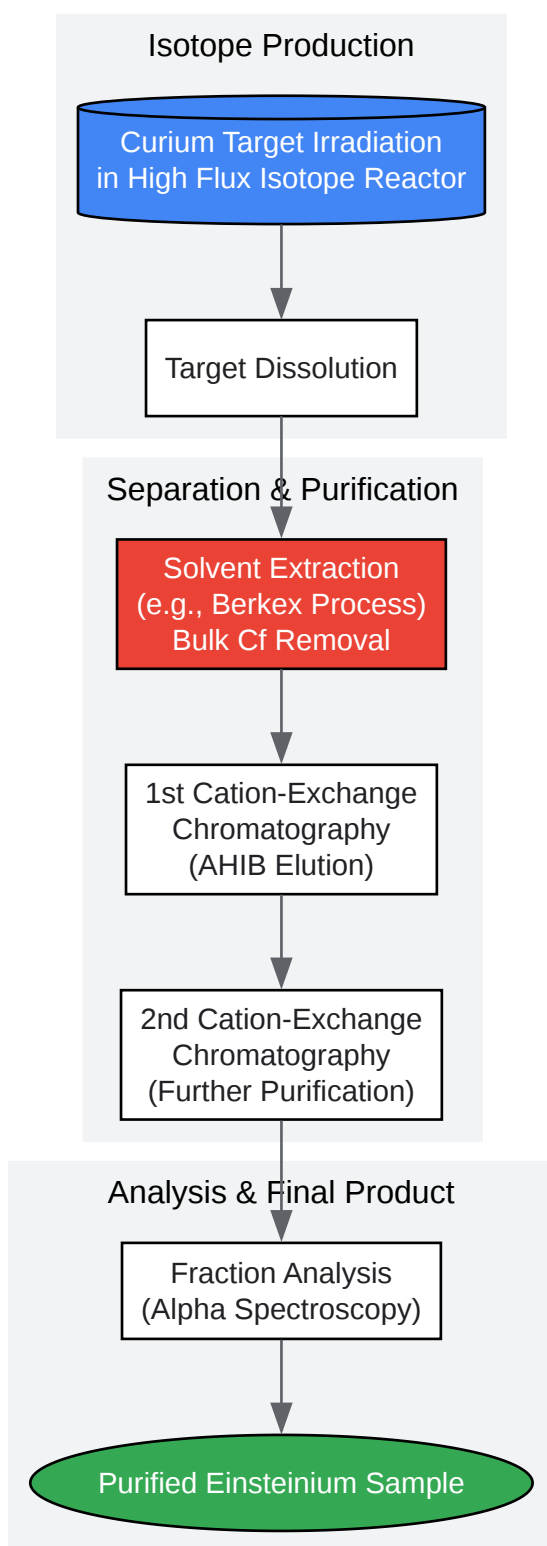 Isotope Production
Curium Target Irradiation
in High Flux Isotope Reactor
Target Dissolution
Separation & Purification
Solvent Extraction
(e.g., Berkex Process)
Bulk Cf Removal
1st Cation-Exchange
Chromatography
(AHIB Elution)
2nd Cation-Exchange
Chromatography
(Further Purification)
Analysis & Final Product
Fraction Analysis
(Alpha Spectroscopy)
Purified Einsteinium Sample